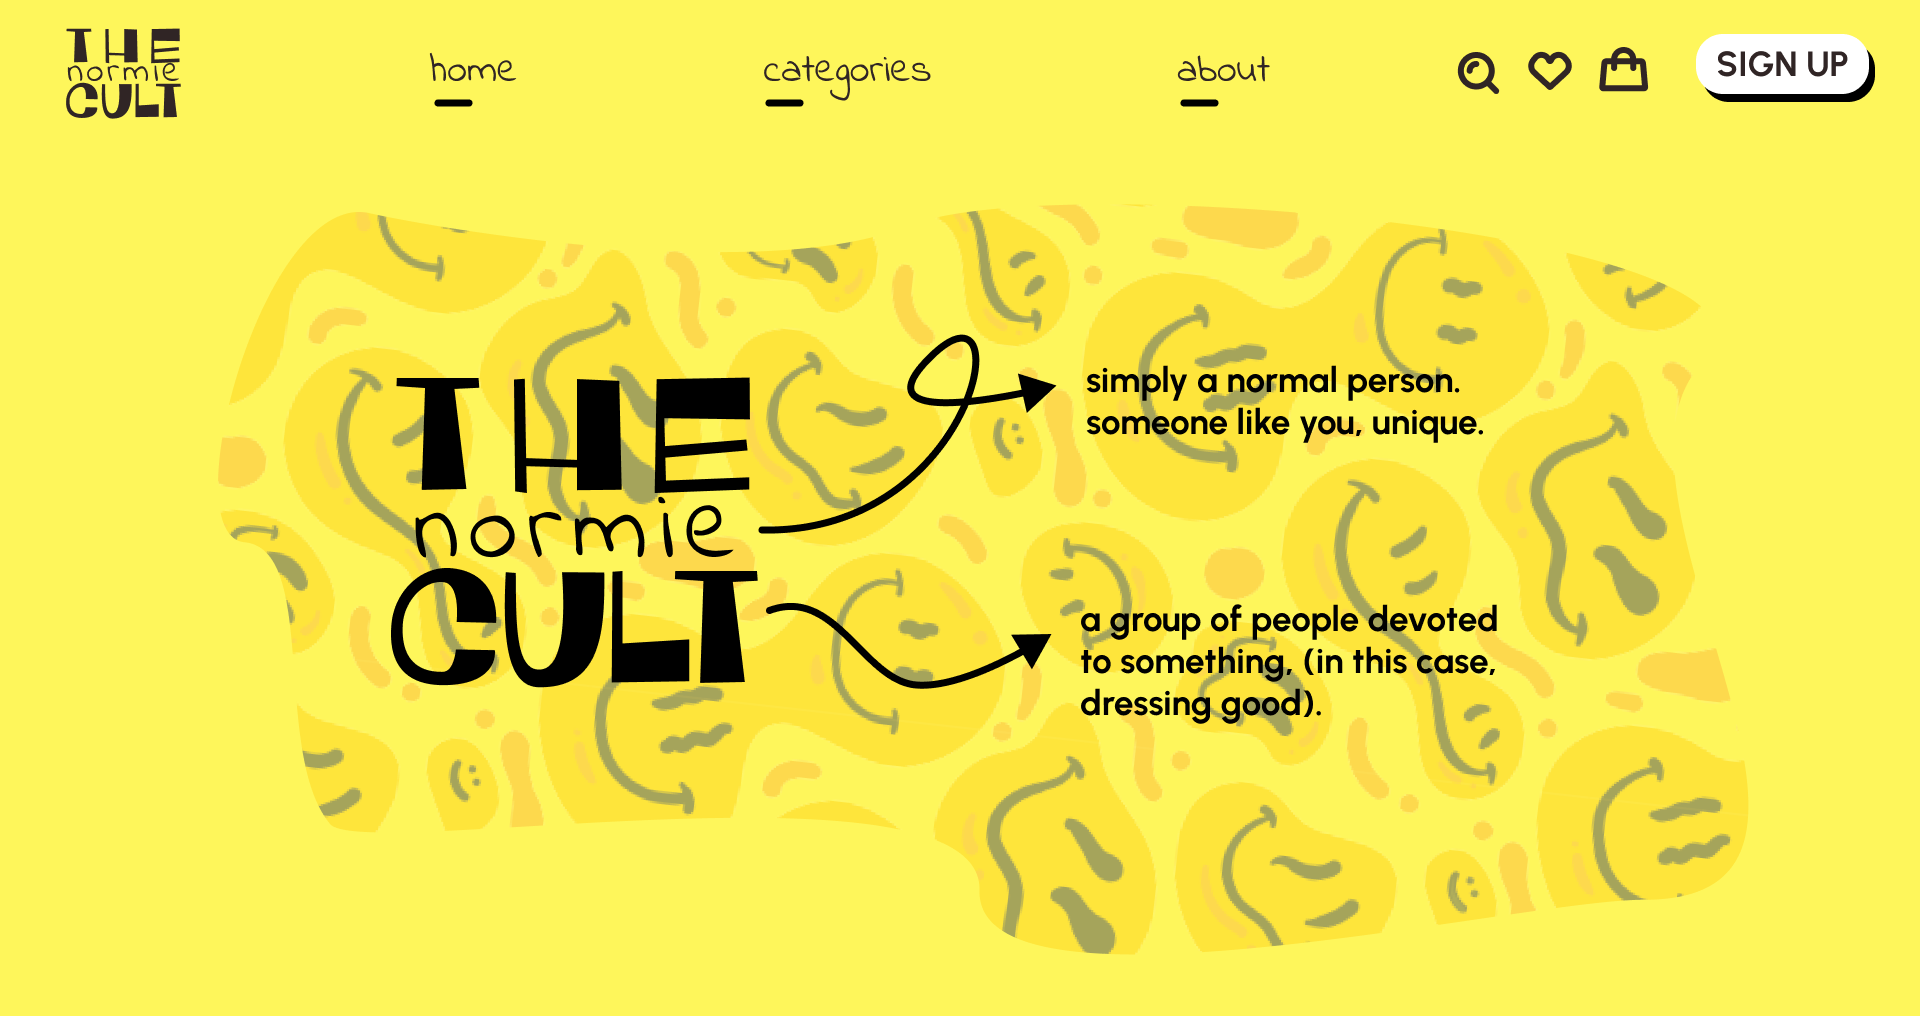 THE
normie
CULT
home
categories
about
SIGN UP
THE
normie
CULT
simply a normal person.
someone like you, unique.
a group of people devoted
to something, (in this case,
dressing good).